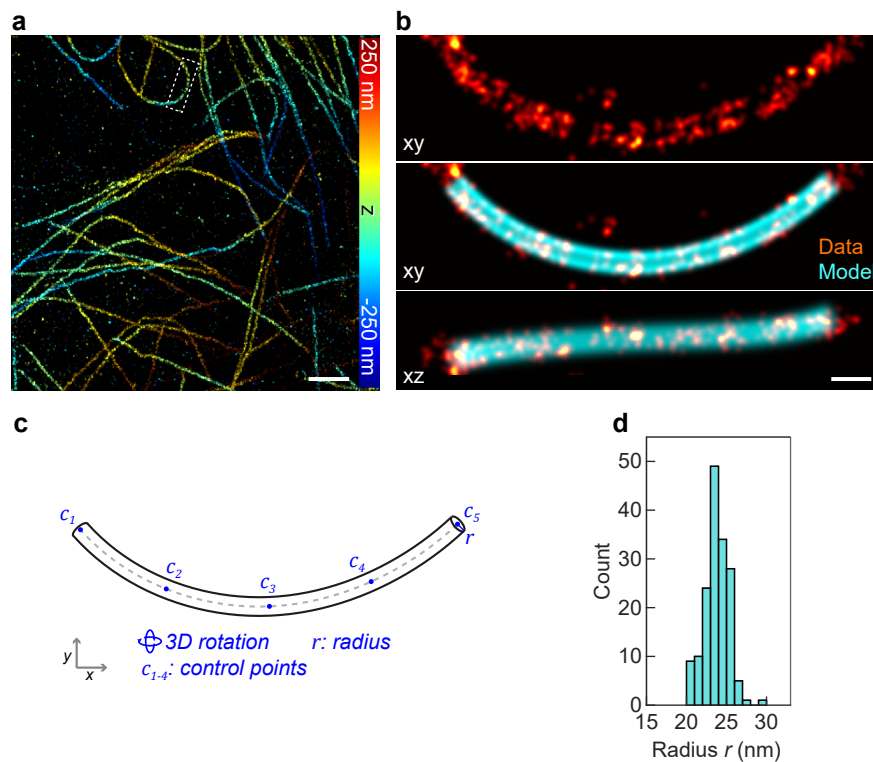 a
250 nm
z
-250 nm
b
xy
xy
Data
Mode
xz
c
c1
c2
c3
c4
c5
r
3D rotation
r: radius
c1-4: control points
y
x
d
50
40
30
20
10
0
Count
15
20
25
30
Radius r (nm)